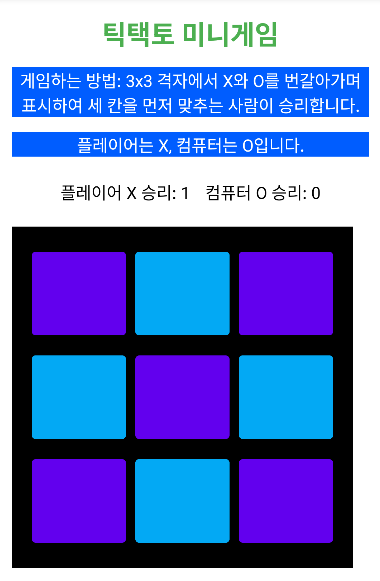 틱택토 미니게임
게임하는 방법: 3x3 격자에서 X와 O를 번갈아가며
표시하여 세 칸을 먼저 맞추는 사람이 승리합니다.
플레이어는 X, 컴퓨터는 O입니다.
플레이어 X 승리: 1 컴퓨터 O 승리: 0